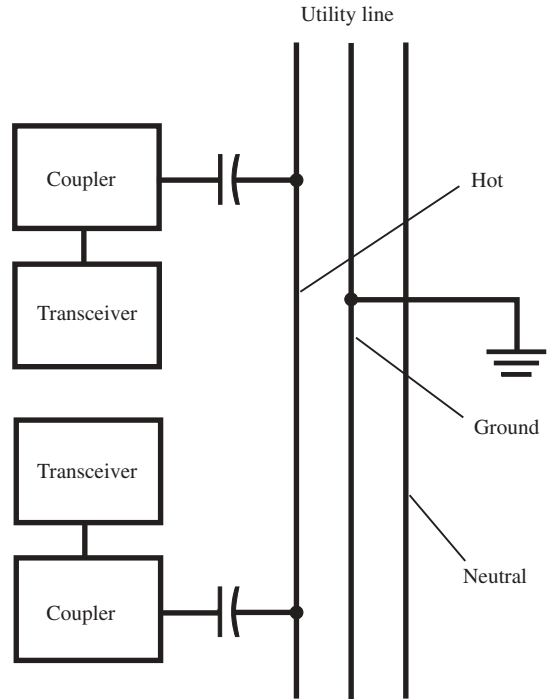 Utility line
Coupler
Hot
Transceiver
Ground
Transceiver
Neutral
Coupler